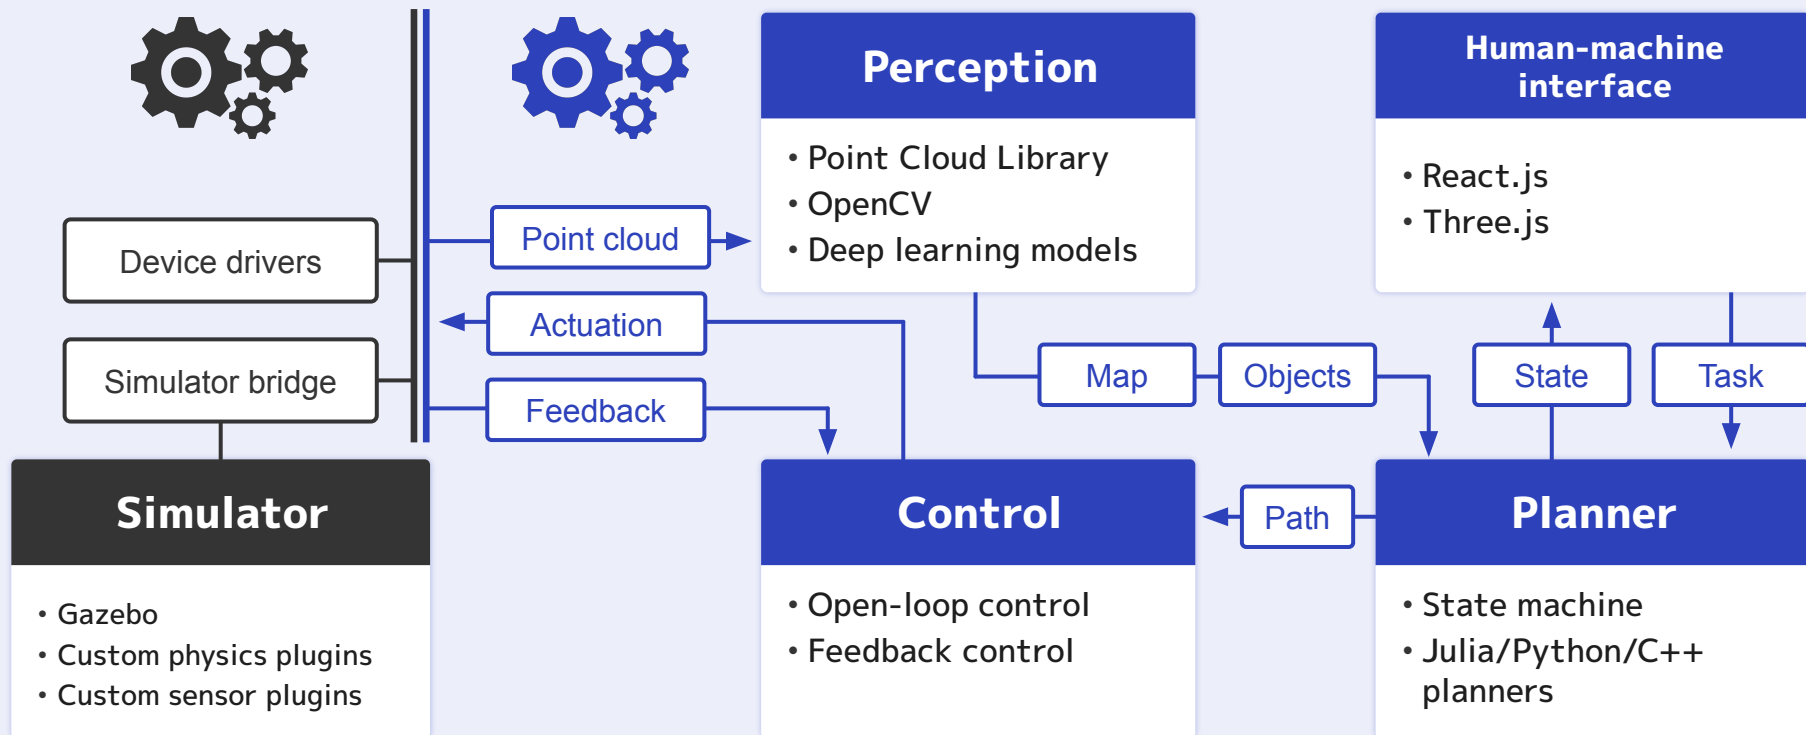 Perception
• Point Cloud Library
• OpenCV
• Deep learning models
Human-machine
interface
• React.js
• Three.js
Device drivers
Simulator bridge
Point cloud
Actuation
Feedback
Map
Objects
State
Task
Simulator
• Gazebo
• Custom physics plugins
• Custom sensor plugins
Control
• Open-loop control
• Feedback control
Path
Planner
• State machine
• Julia/Python/C++
planners